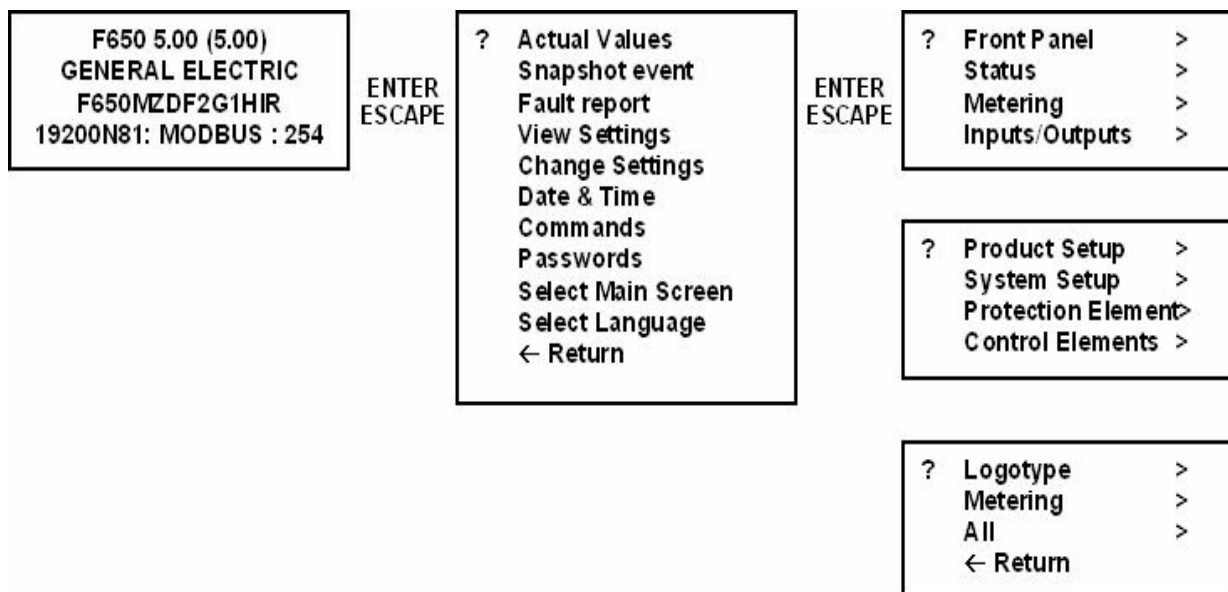 F650 5.00 (5.00)
GENERAL ELECTRIC
F650MZDF2G1HIR
19200N81: MODBUS : 254
ENTER
ESCAPE
? Actual Values
Snapshot event
Fault report
View Settings
Change Settings
Date & Time
Commands
Passwords
Select Main Screen
Select Language
← Return
ENTER
ESCAPE
? Front Panel >
Status >
Metering >
Inputs/Outputs >
? Product Setup >
System Setup >
Protection Element>
Control Elements >
? Logotype >
Metering >
All >
← Return